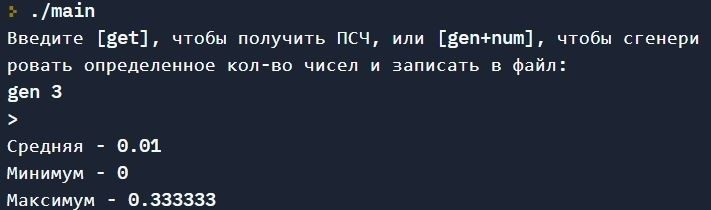 > ./main
Введите [get], чтобы получить ПСЧ, или [gen+num], чтобы сгенери
ровать определенное кол-во чисел и записать в файл:
gen 3
>
Средняя - 0.01
Минимум - 0
Максимум - 0.333333